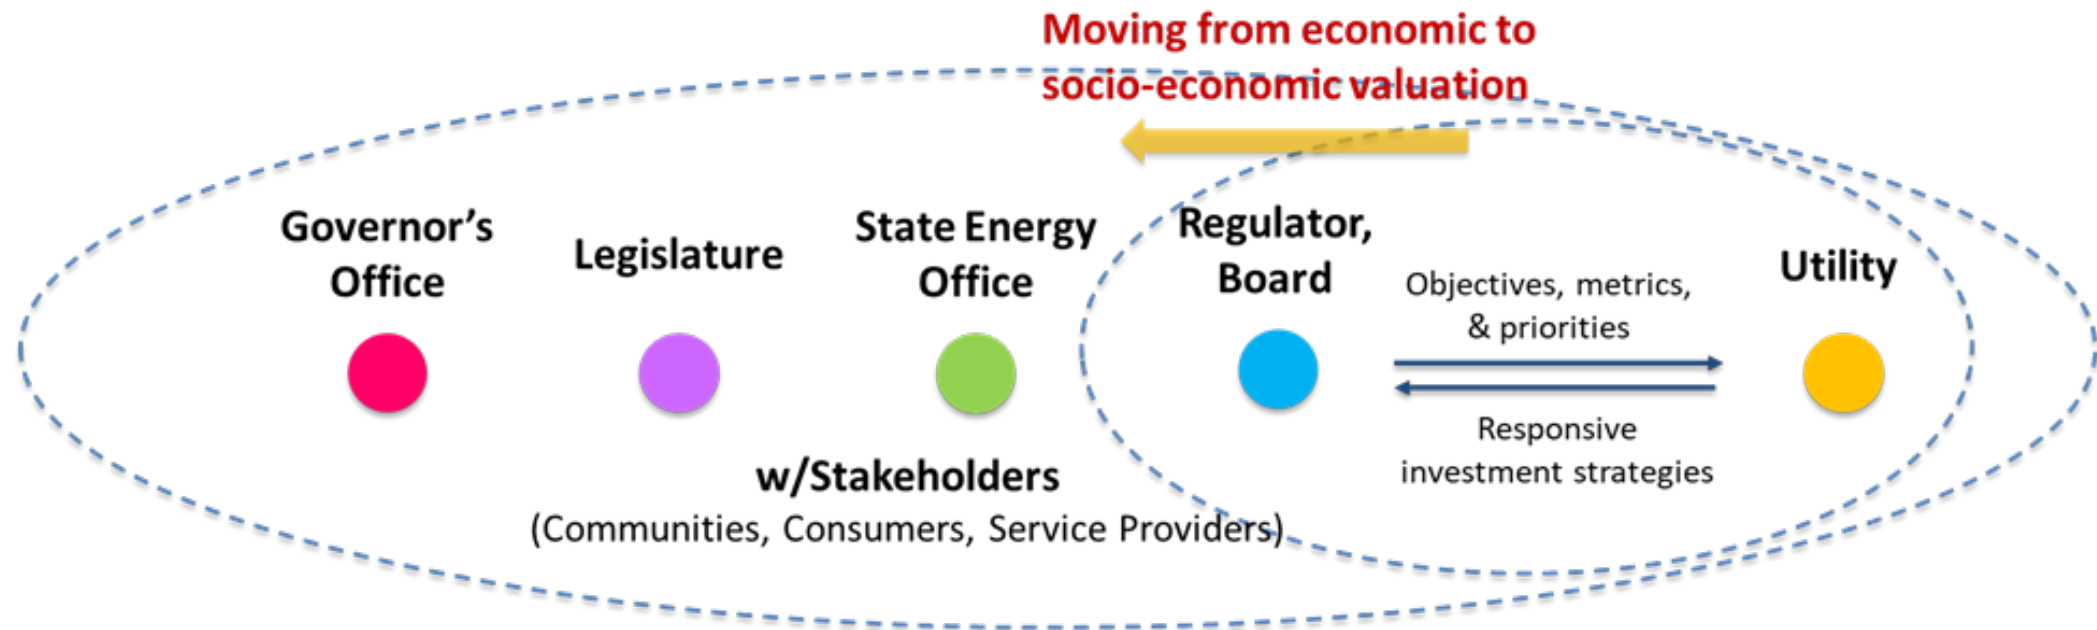 Moving from economic to
socio-economic valuation
Governor’s
Office
Legislature
State Energy
Office
Regulator,
Board
Objectives, metrics,
& priorities
Utility
Responsive
investment strategies
w/Stakeholders
(Communities, Consumers, Service Providers)